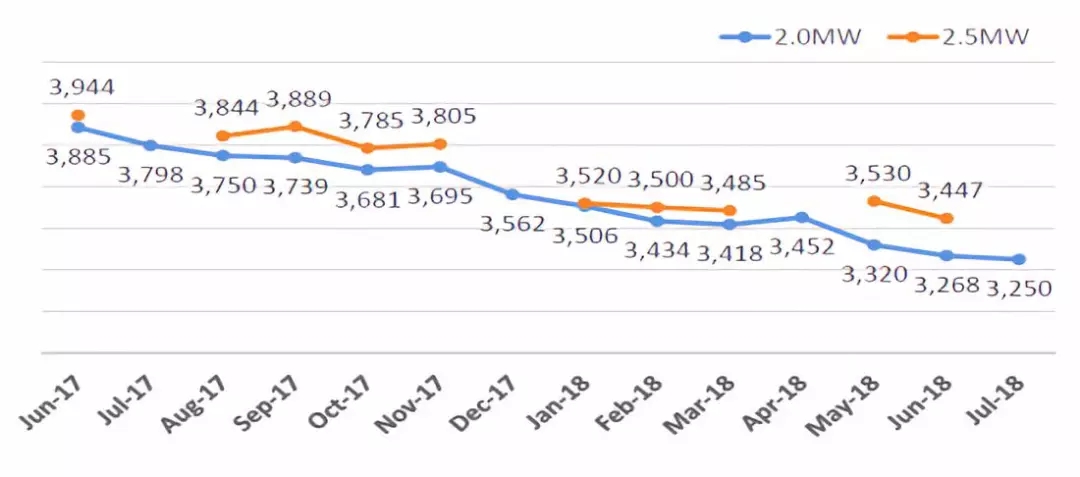 2.0MW 2.5MW
3,944
3,844 3,889
3,785 3,805
3,885
3,798 3,750 3,739
3,681 3,695
3,562
3,520 3,500 3,485
3,506
3,434 3,418 3,452
3,530
3,447
3,320 3,268 3,250
Jun-17 Jul-17 Aug-17 Sep-17 Oct-17 Nov-17 Dec-17 Jan-18 Feb-18 Mar-18 Apr-18 May-18 Jun-18 Jul-18